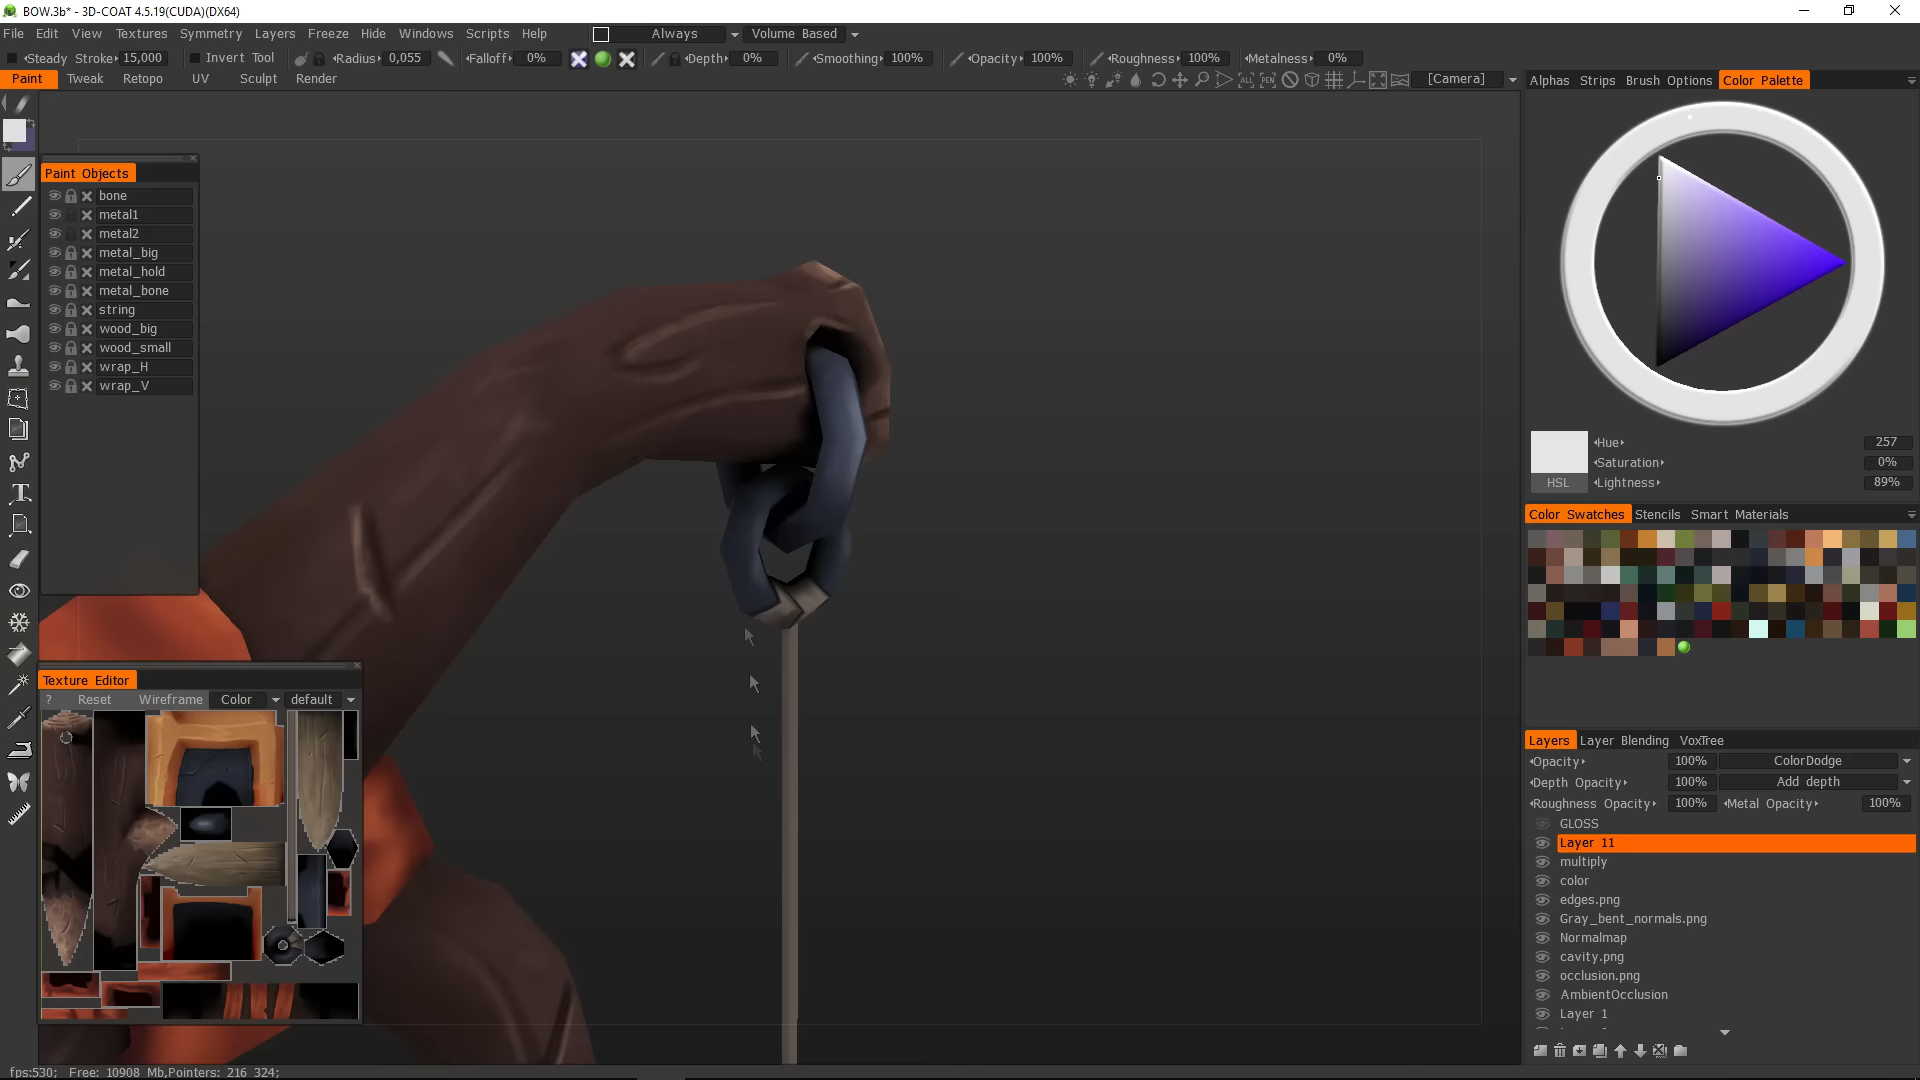 BOW.3b* - 3D-COAT 4.5.19(CUDA)(DX64)
File Edit View Textures Symmetry Layers Freeze Hide Windows Scripts Help Always Volume Based
Steady Stroke 15,000 Invert Tool Radius 0,055 Falloff 0% Depth 0% Smoothing 100% Opacity 100% Roughness 100% Metalness 0%
Paint Tweak Retopo UV Sculpt Render ALL PEN [Camera]
Alphas Strips Brush Options Color Palette
Paint Objects
bone
metal1
metal2
metal_big
metal_hold
metal_bone
string
wood_big
wood_small
wrap_H
wrap_V
Hue 257
Saturation 0%
HSL Lightness 89%
Color Swatches Stencils Smart Materials
Texture Editor
? Reset Wireframe Color default
Layers Layer Blending VoxTree
Opacity 100% ColorDodge
Depth Opacity 100% Add depth
Roughness Opacity 100% Metal Opacity 100%
GLOSS
Layer 11
multiply
color
edges.png
Gray_bent_normals.png
Normalmap
cavity.png
occlusion.png
AmbientOcclusion
Layer 1
fps:530; Free: 10908 Mb,Pointers: 216 324;